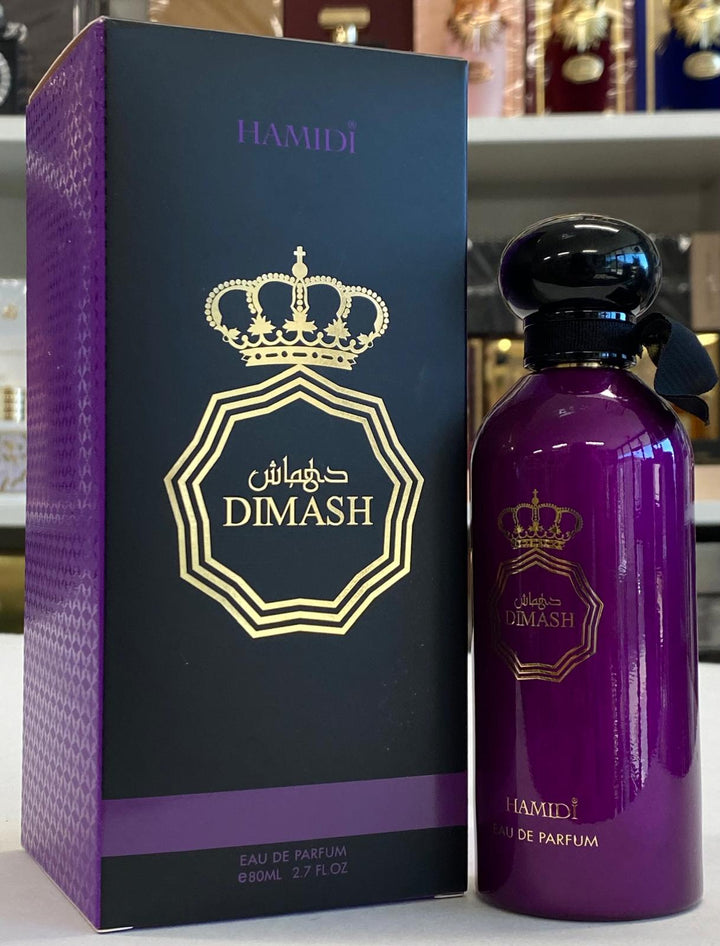 HAMIDI®
دهماش
DIMASH
EAU DE PARFUM
℮80ML 2.7 FL OZ
دهماش
DIMASH
HAMIDI®
EAU DE PARFUM